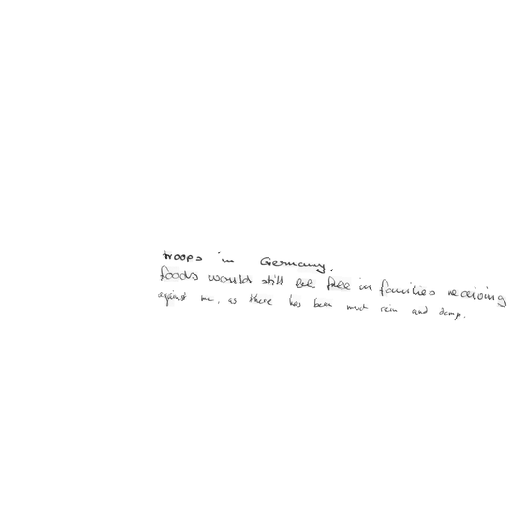 troops in Germany.
foods would still be free in families receiving
against me, as there has been much rain and damp.